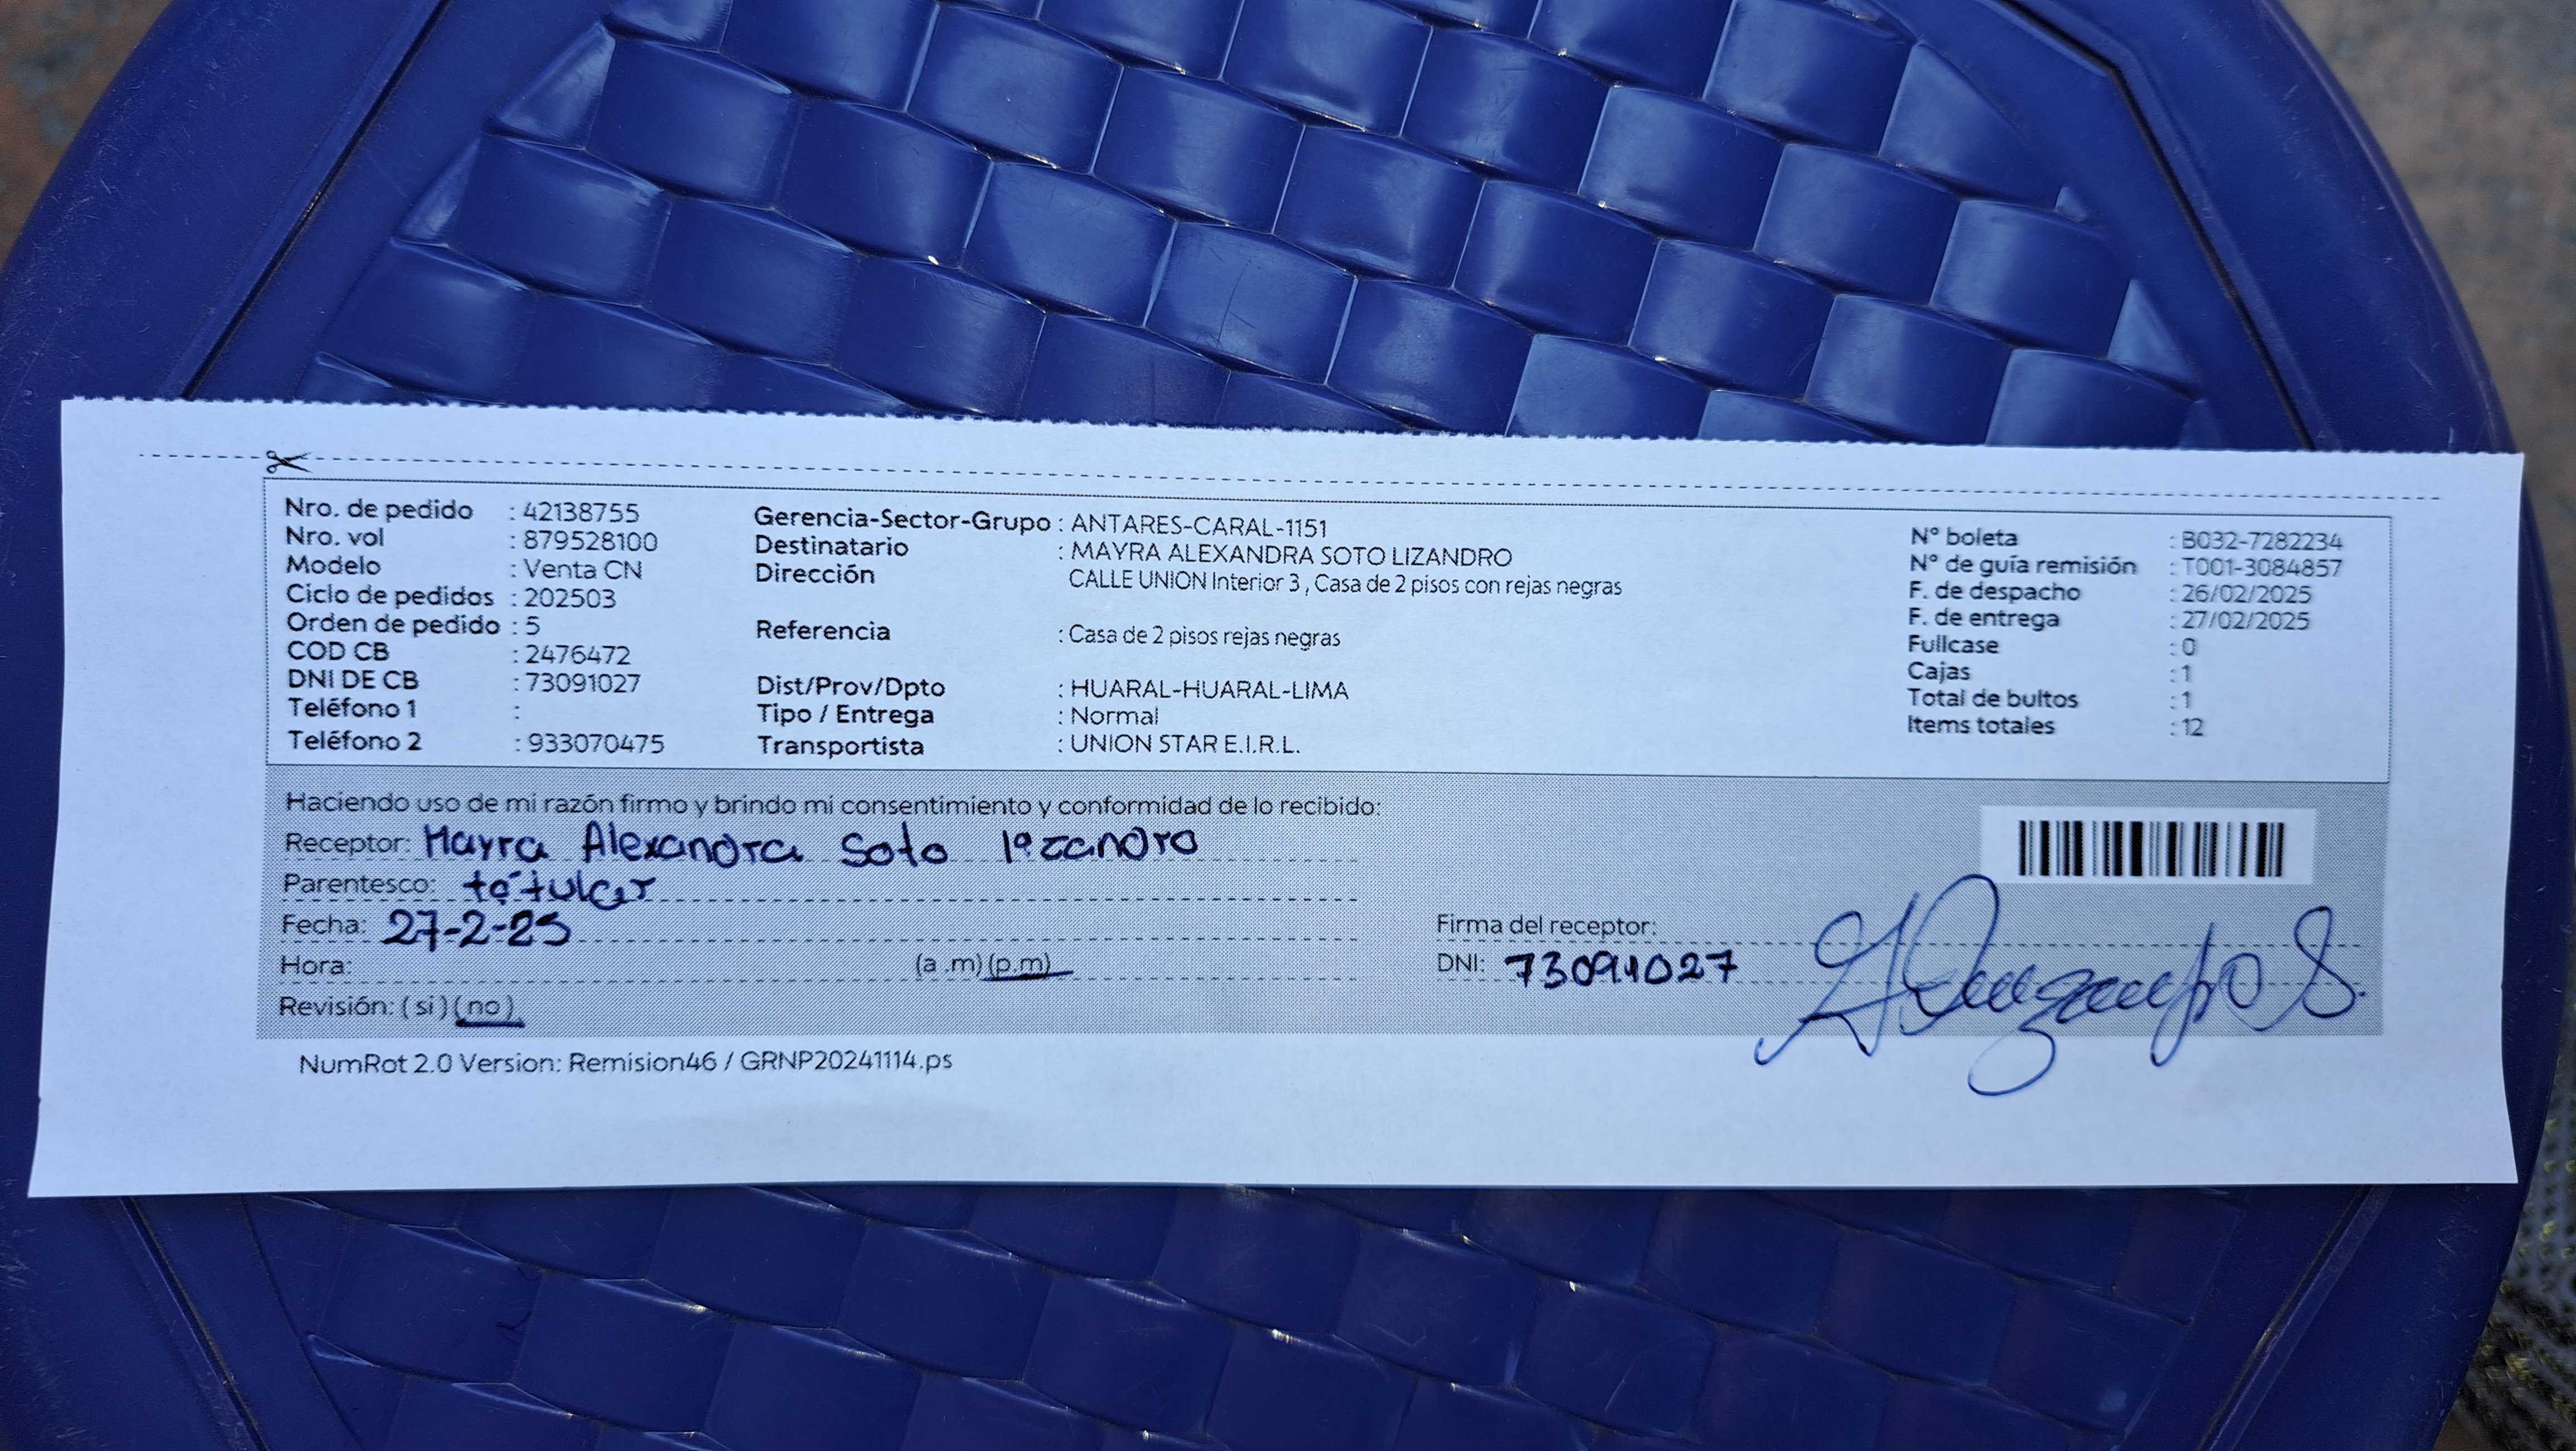 Nro. de pedido : 42138755
Nro. vol : 879528100
Modelo : Venta CN
Ciclo de pedidos : 202503
Orden de pedido : 5
COD CB : 2476472
DNI DE CB : 73091027
Teléfono 1 :
Teléfono 2 : 933070475
Gerencia-Sector-Grupo : ANTARES-CARAL-1151
Destinatario : MAYRA ALEXANDRA SOTO LIZANDRO
Dirección CALLE UNION Interior 3 , Casa de 2 pisos con rejas negras
Referencia : Casa de 2 pisos rejas negras
Dist/Prov/Dpto : HUARAL-HUARAL-LIMA
Tipo / Entrega : Normal
Transportista : UNION STAR E.I.R.L.
N° boleta : B032-7282234
N° de guía remisión : T001-3084857
F. de despacho : 26/02/2025
F. de entrega : 27/02/2025
Fullcase : 0
Cajas : 1
Total de bultos : 1
Items totales : 12
Haciendo uso de mi razón firmo y brindo mi consentimiento y conformidad de lo recibido:
Receptor: Mayra Alexandra Soto lizandro
Parentesco: titular
Fecha: 27-2-25
Hora: (a .m) (p.m)
Revisión: ( si ) ( no )
Firma del receptor:
DNI: 73091027
NumRot 2.0 Version: Remision46 / GRNP20241114.ps